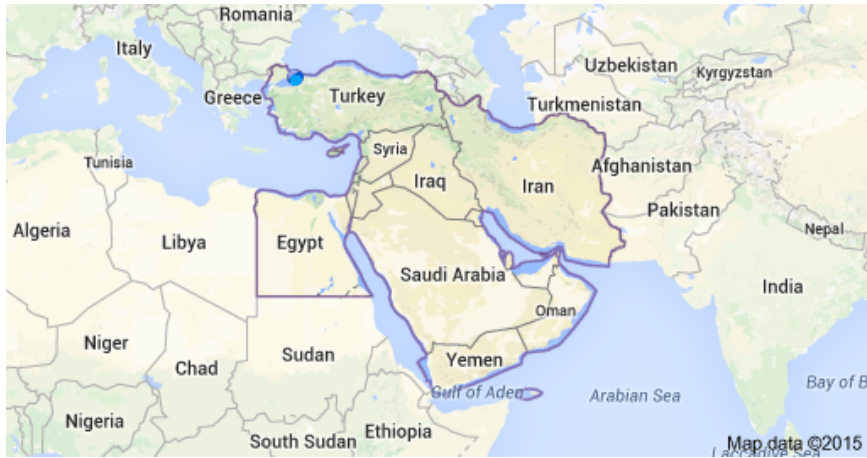 Romania
Italy
Uzbekistan
Kyrgyzstan
Greece
Turkey
Turkmenistan
Syria
Tunisia
Afghanistan
Iraq
Iran
Pakistan
Algeria
Libya
Egypt
Nepal
Saudi Arabia
India
Oman
Niger
Chad
Sudan
Yemen
Gulf of Aden
Arabian Sea
Bay of B
Nigeria
South Sudan
Ethiopia
Laccadive Sea
Map data ©2015